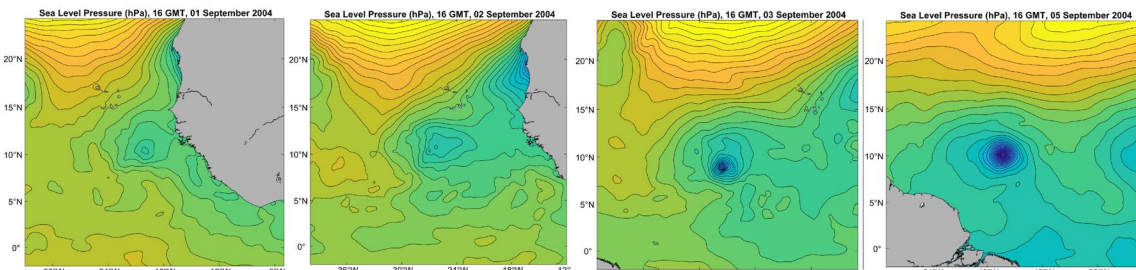 Sea Level Pressure (hPa), 16 GMT, 01 September 2004
20°N
15°N
10°N
5°N
0°
Sea Level Pressure (hPa), 16 GMT, 02 September 2004
20°N
15°N
10°N
5°N
0°
36°W 30°W 24°W 18°W 12°
Sea Level Pressure (hPa), 16 GMT, 03 September 2004
20°N
15°N
10°N
5°N
0°
Sea Level Pressure (hPa), 16 GMT, 05 September 2004
20°N
15°N
10°N
5°N
0°